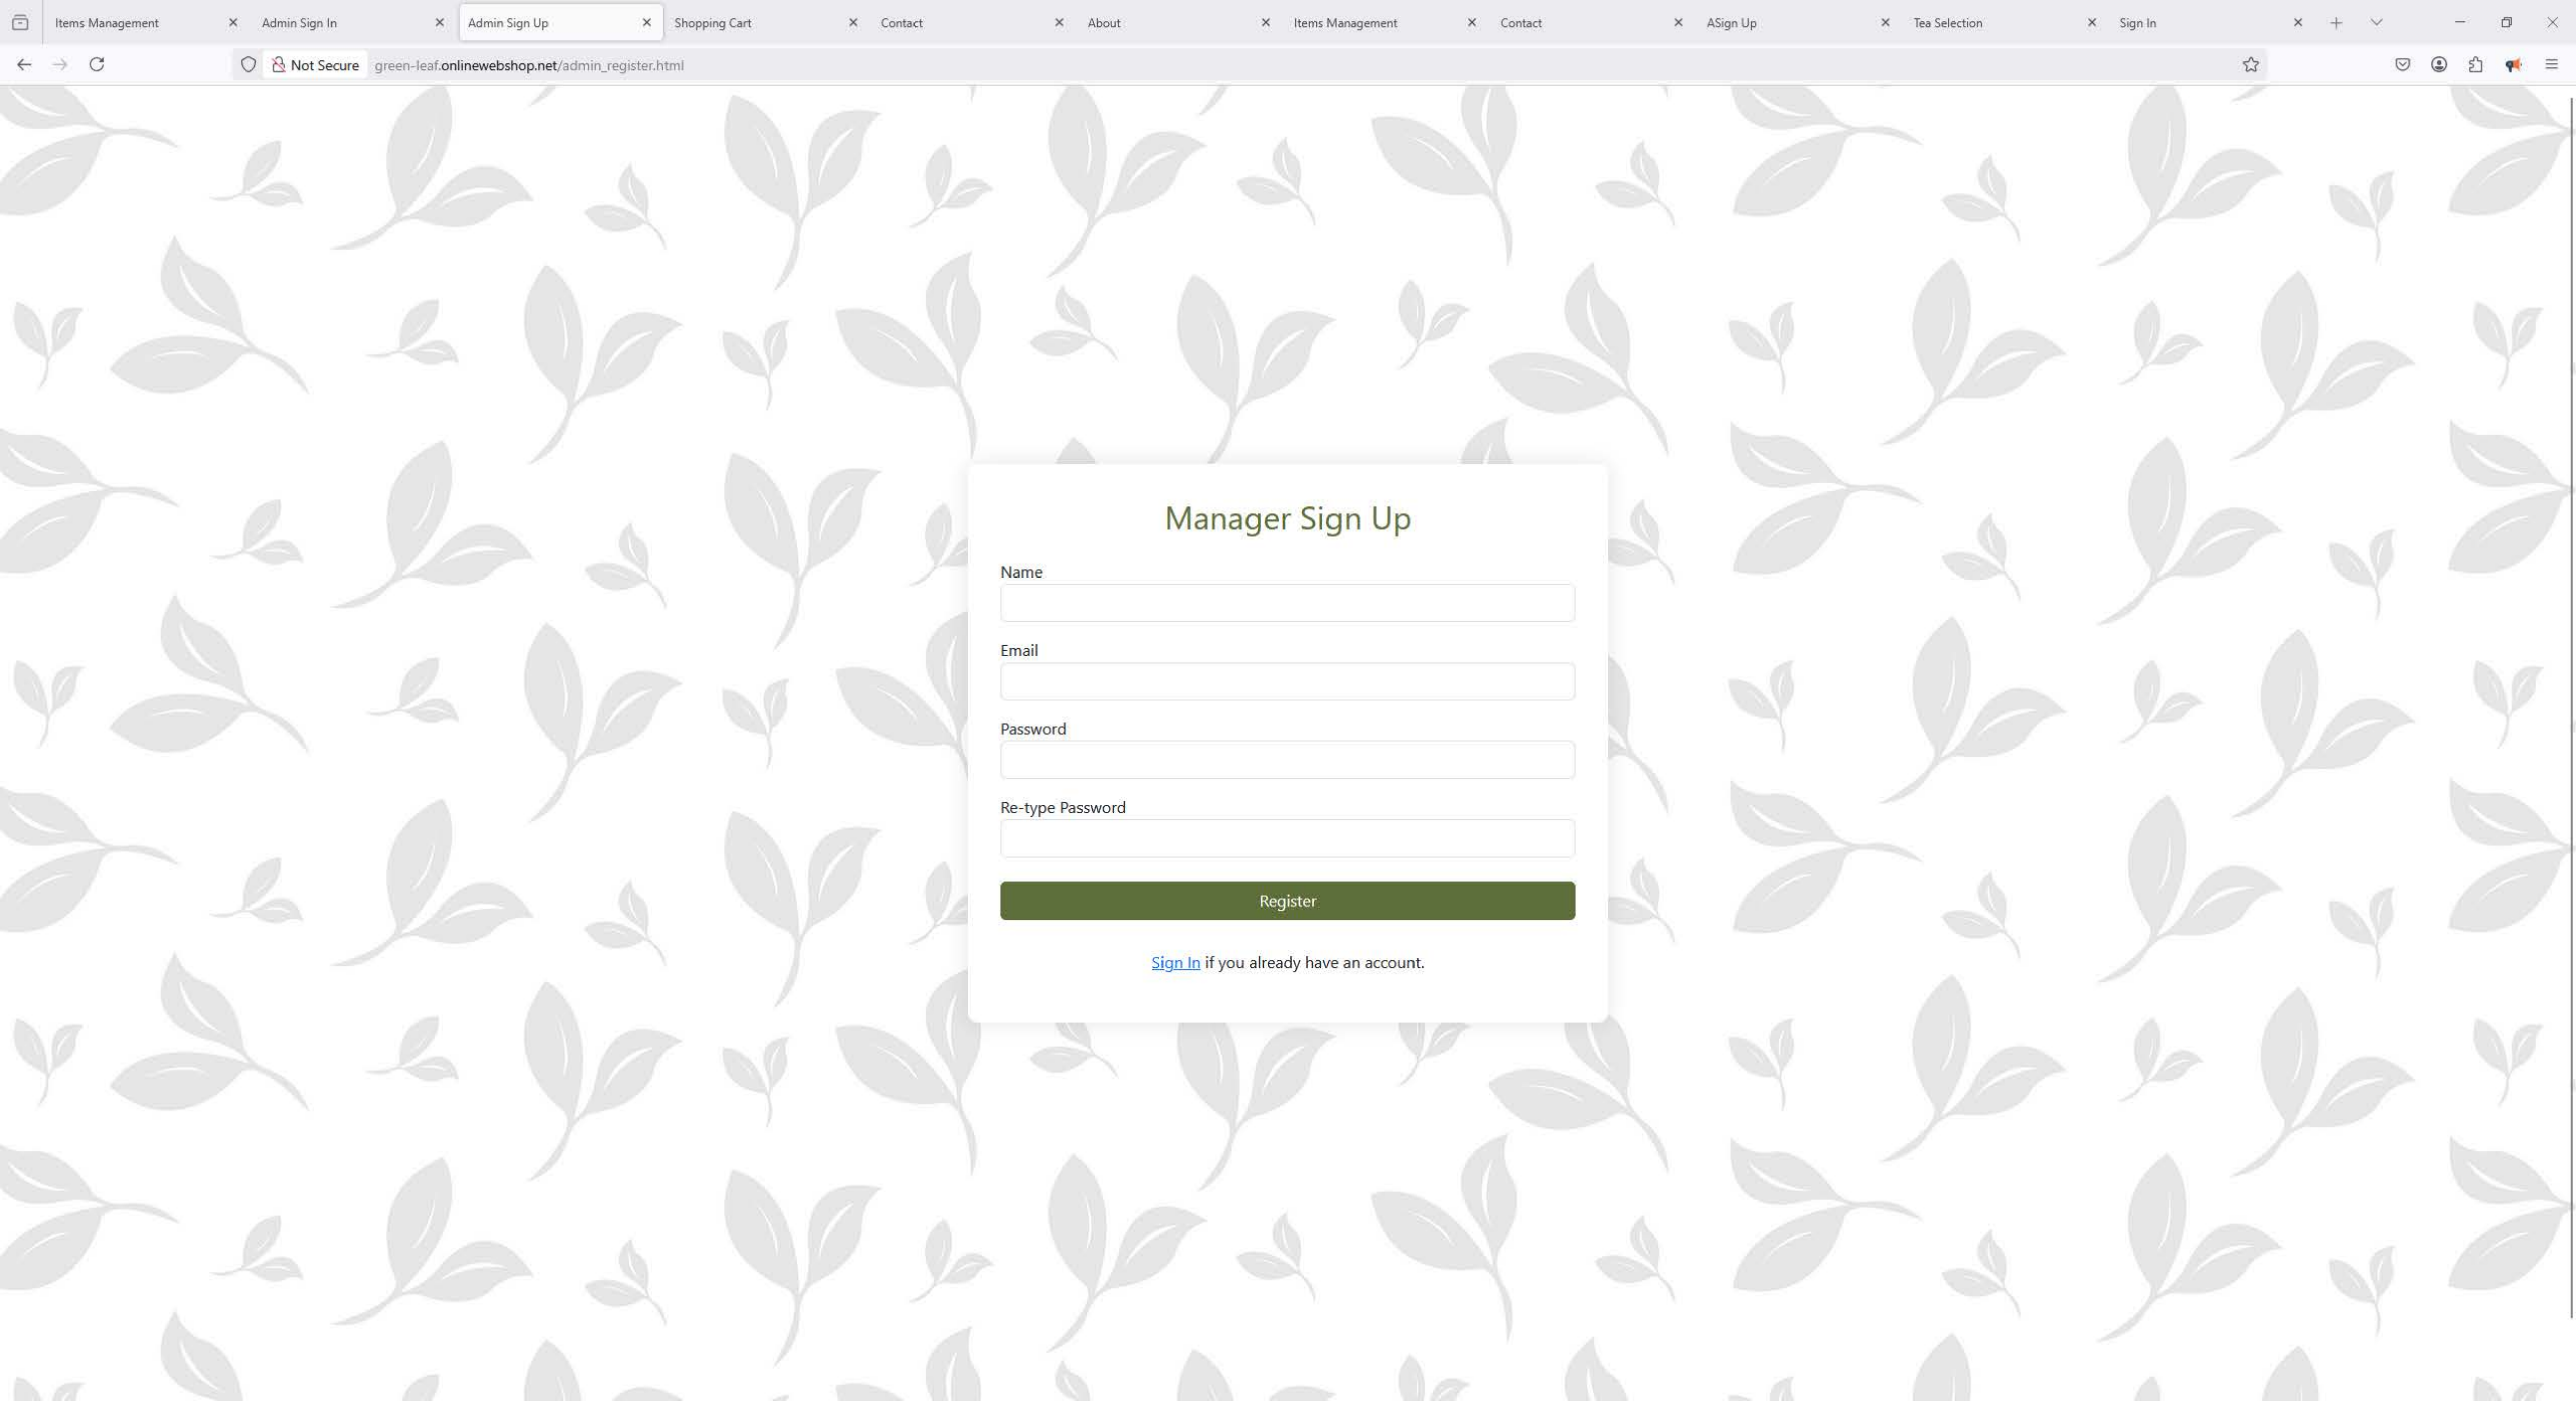 Items Management
Admin Sign In
Admin Sign Up
Shopping Cart
Contact
About
Items Management
Contact
ASign Up
Tea Selection
Sign In
Not Secure
green-leaf.onlinewebshop.net/admin_register.html
Manager Sign Up
Name
Email
Password
Re-type Password
Register
Sign In if you already have an account.